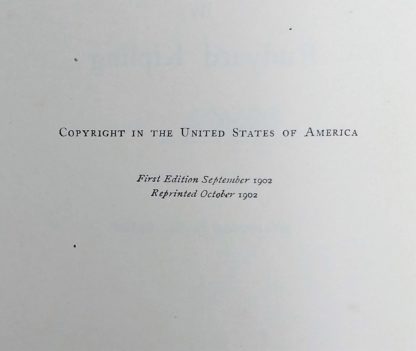 Copyright in the United States of America
First Edition September 1902
Reprinted October 1902